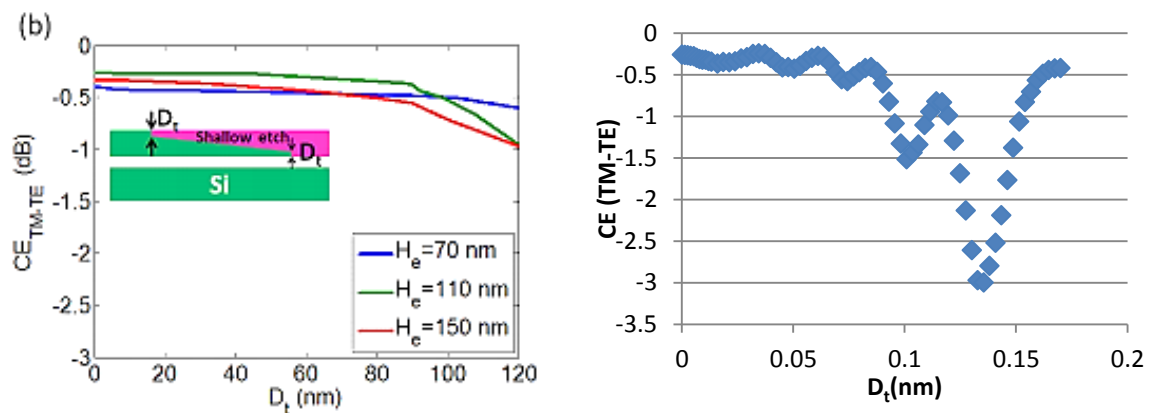 (b)
0
-0.5
-1
-1.5
-2
-2.5
-3
CE_TM-TE (dB)
D_t
Shallow etch
D_t
Si
H_e=70 nm
H_e=110 nm
H_e=150 nm
0 20 40 60 80 100 120
D_t (nm)
0
-0.5
-1
-1.5
-2
-2.5
-3
-3.5
CE (TM-TE)
0 0.05 0.1 0.15 0.2
D_t(nm)